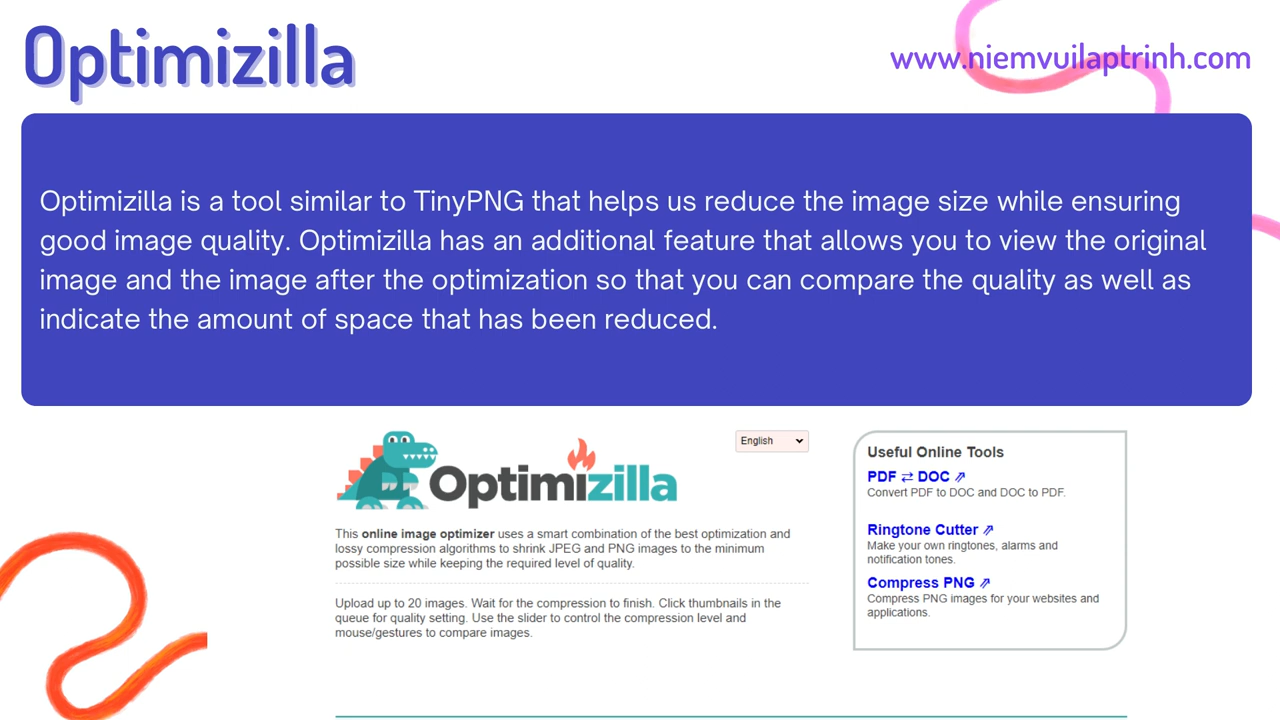 Optimizilla
www.niemvuilaptrinh.com
Optimizilla is a tool similar to TinyPNG that helps us reduce the image size while ensuring
good image quality. Optimizilla has an additional feature that allows you to view the original
image and the image after the optimization so that you can compare the quality as well as
indicate the amount of space that has been reduced.
Optimizilla
English
This online image optimizer uses a smart combination of the best optimization and
lossy compression algorithms to shrink JPEG and PNG images to the minimum
possible size while keeping the required level of quality.
Upload up to 20 images. Wait for the compression to finish. Click thumbnails in the
queue for quality setting. Use the slider to control the compression level and
mouse/gestures to compare images.
Useful Online Tools
PDF ⇄ DOC ⇗
Convert PDF to DOC and DOC to PDF.
Ringtone Cutter ⇗
Make your own ringtones, alarms and
notification tones.
Compress PNG ⇗
Compress PNG images for your websites and
applications.